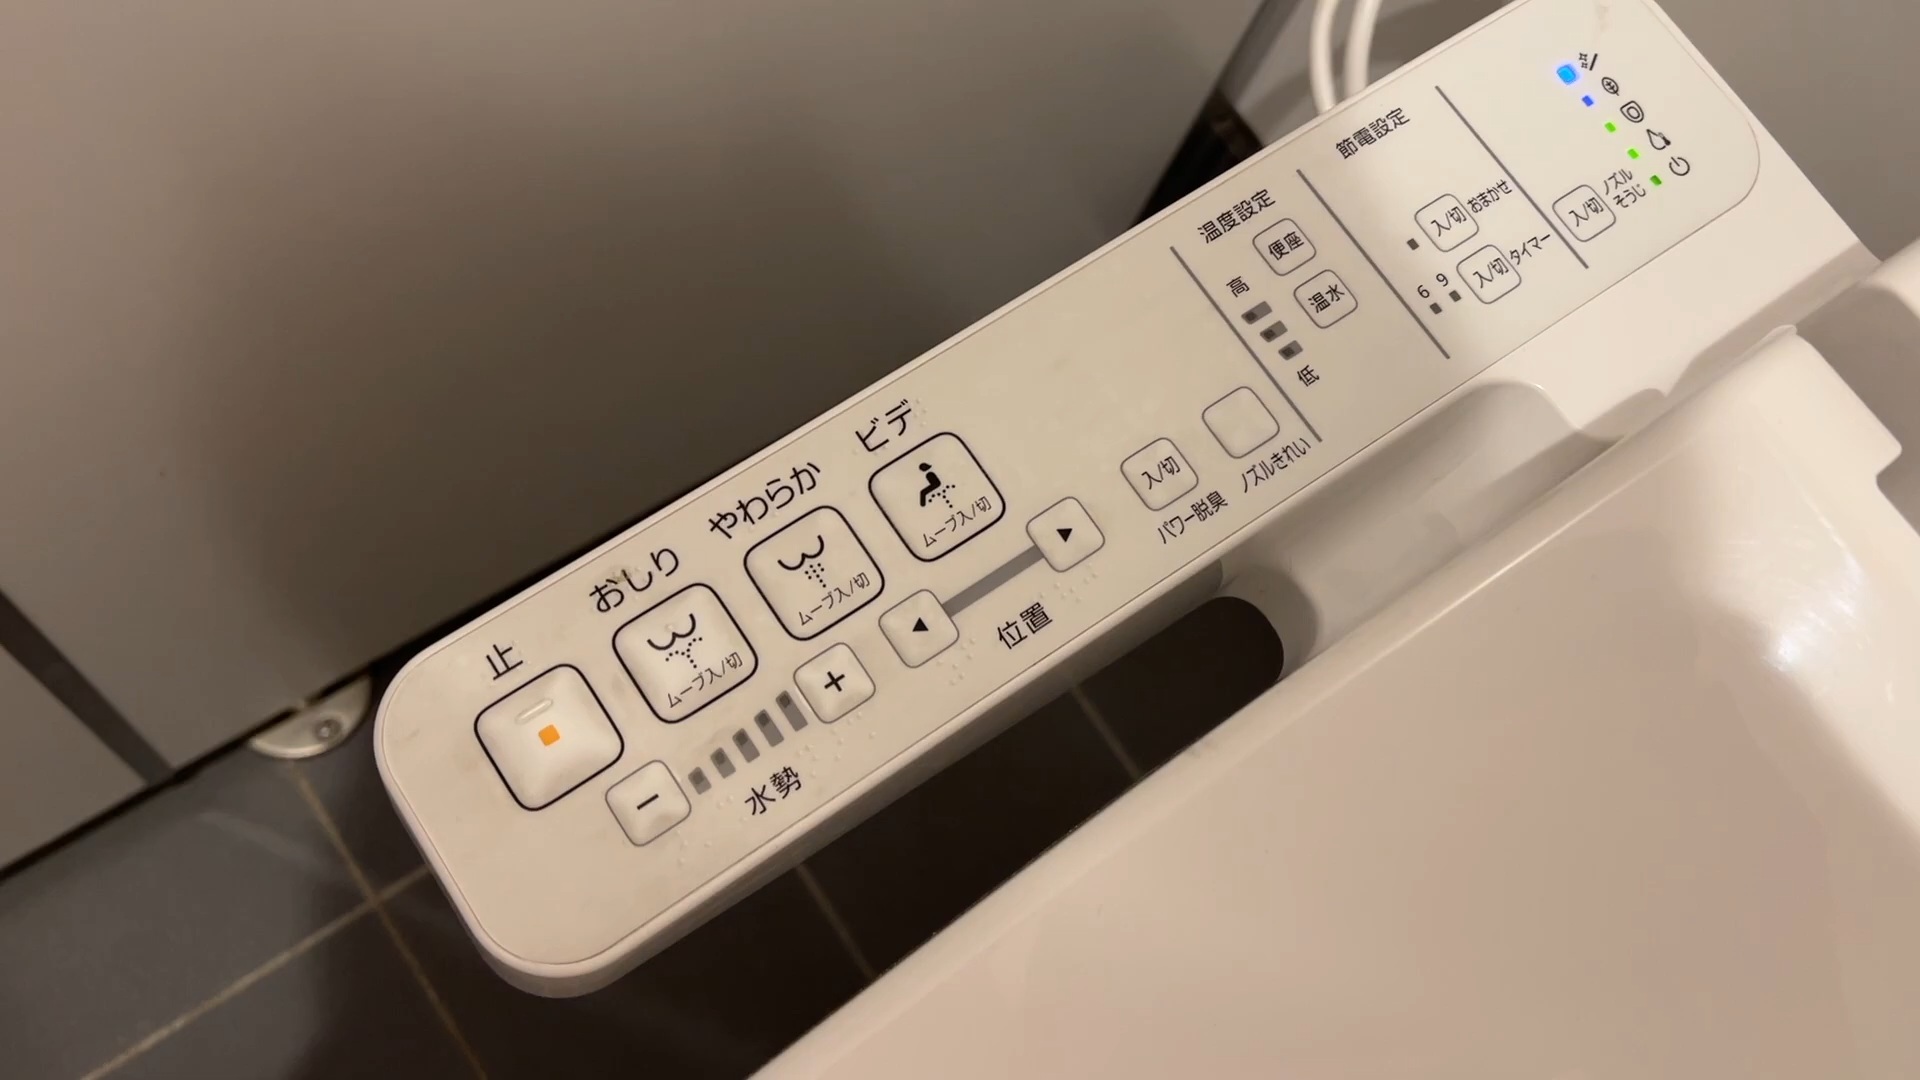 止
おしり
ムーブ入/切
やわらか
ムーブ入/切
ビデ
ムーブ入/切
−
+
水勢
◀
▶
位置
入/切
パワー脱臭
ノズルきれい
温度設定
便座
温水
高
低
節電設定
入/切
おまかせ
6 9
入/切
タイマー
入/切
ノズル
そうじ